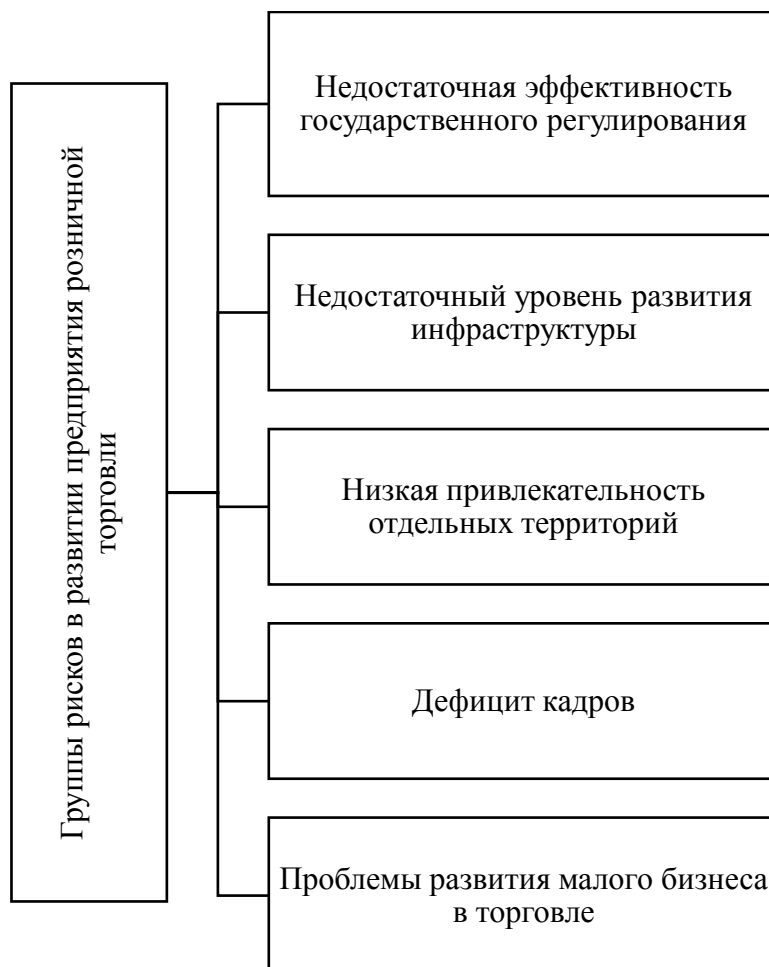 Группы рисков в развитии предприятия розничной
торговли
Недостаточная эффективность
государственного регулирования
Недостаточный уровень развития
инфраструктуры
Низкая привлекательность
отдельных территорий
Дефицит кадров
Проблемы развития малого бизнеса
в торговле